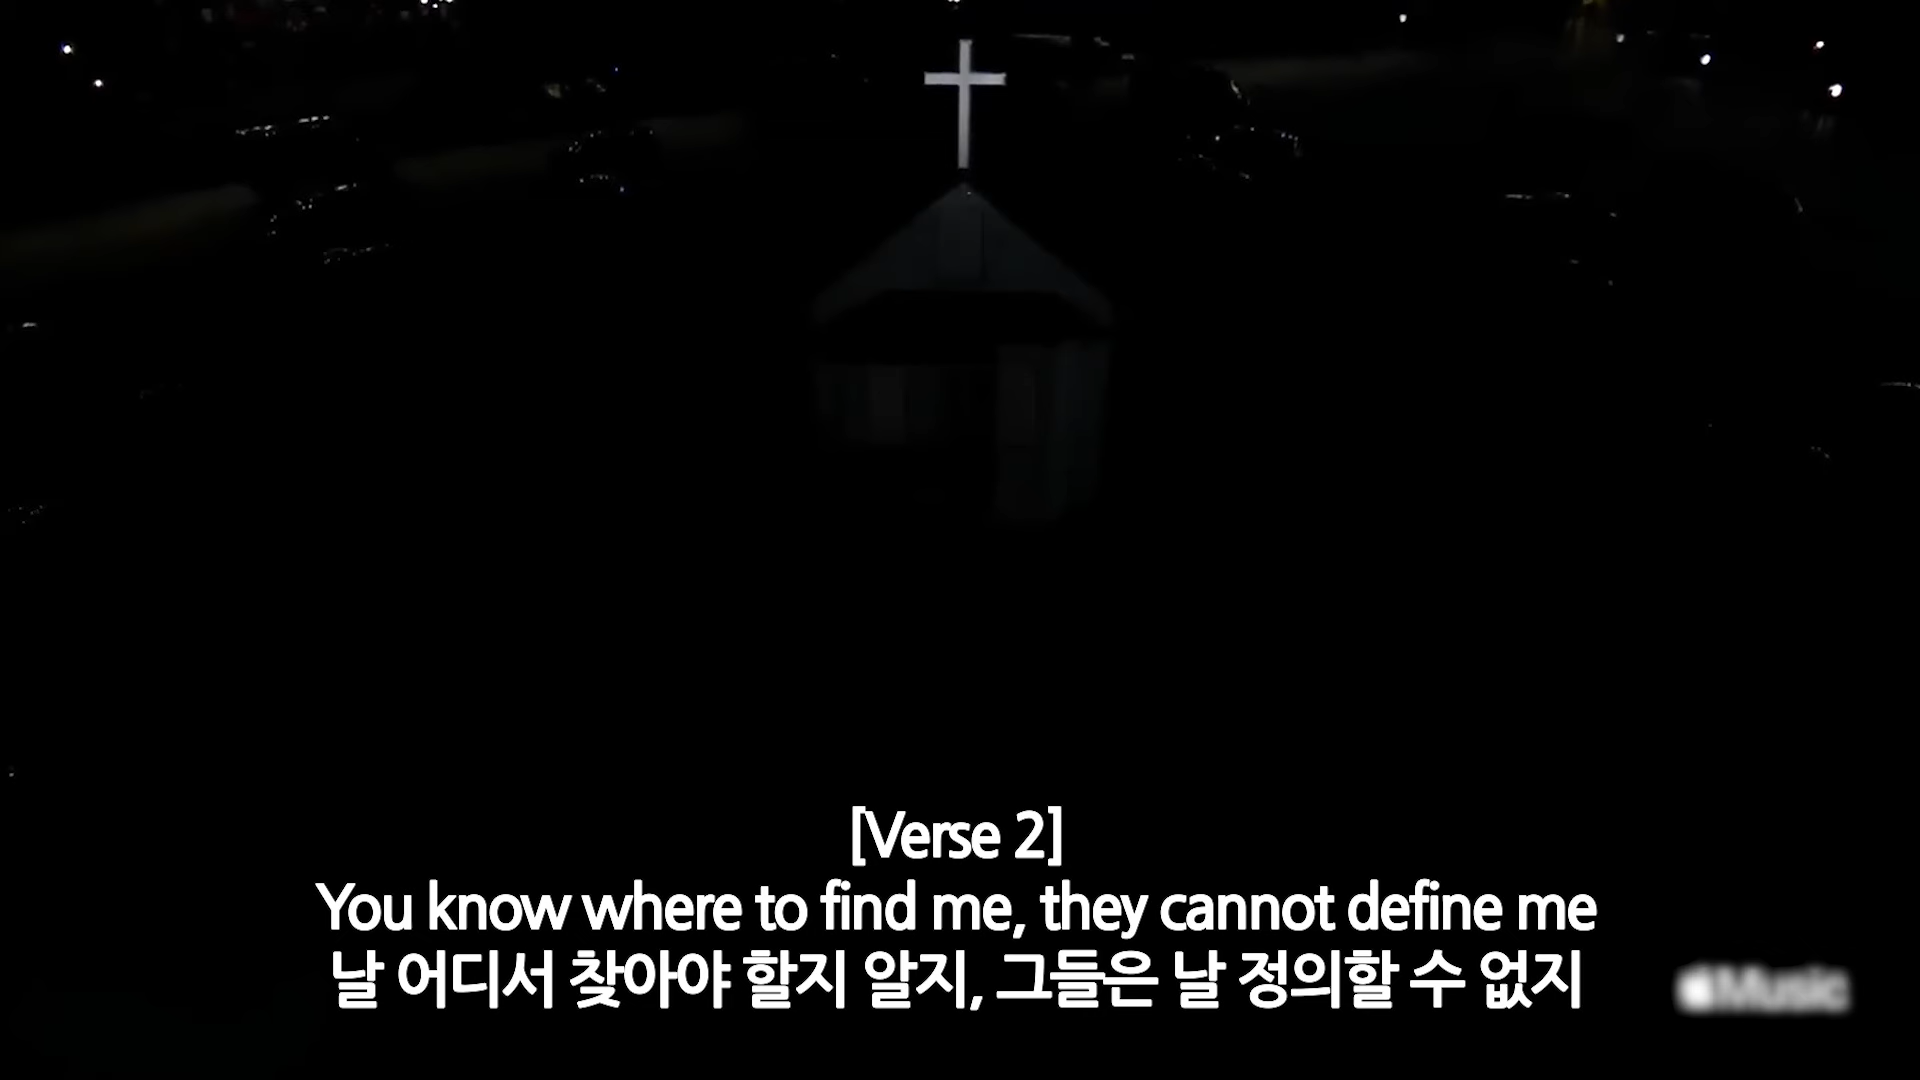 [Verse 2]
You know where to find me, they cannot define me
날 어디서 찾아야 할지 알지, 그들은 날 정의할 수 없지
Music